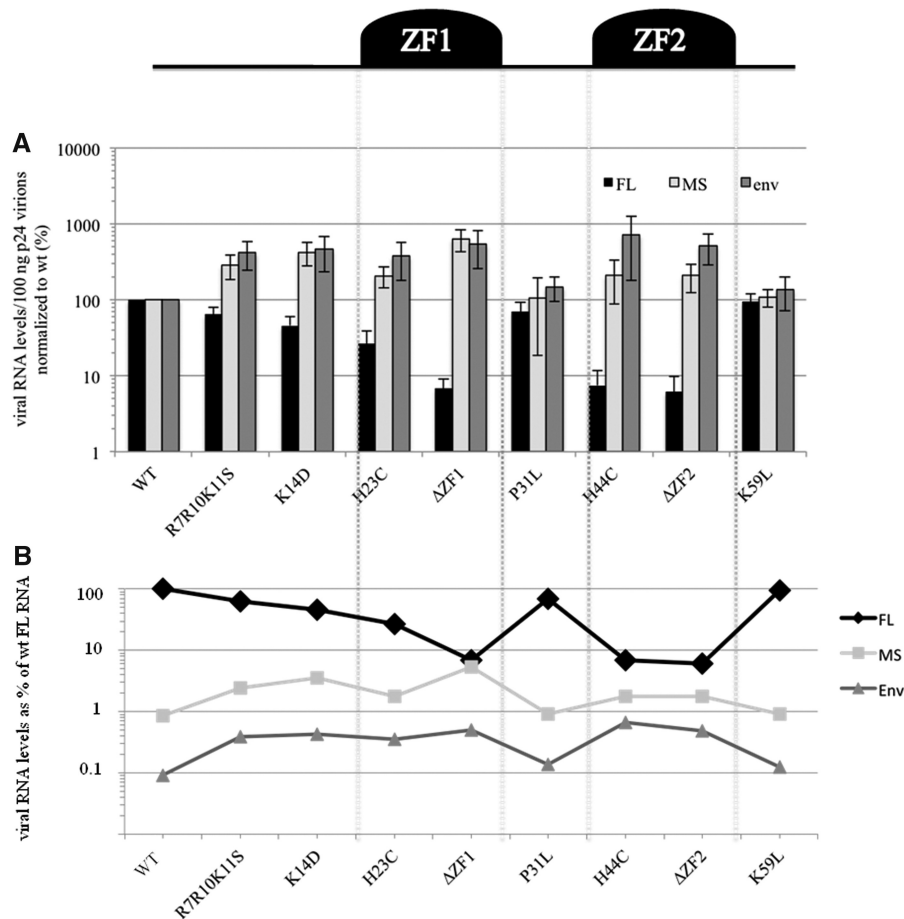 ZF1 ZF2
A
viral RNA levels/100 ng p24 virions
normalized to wt (%)
10000
1000
100
10
1
FL MS env
WT R7R10K11S K14D H23C ΔZF1 P31L H44C ΔZF2 K59L
B
viral RNA levels as % of wt FL RNA
100
10
1
0.1
FL
MS
Env
WT R7R10K11S K14D H23C ΔZF1 P31L H44C ΔZF2 K59L